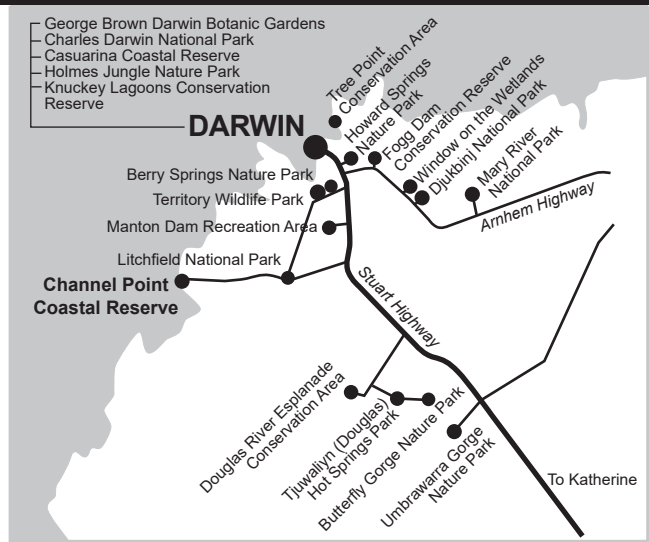 George Brown Darwin Botanic Gardens
Charles Darwin National Park
Casuarina Coastal Reserve
Holmes Jungle Nature Park
Knuckey Lagoons Conservation
Reserve
DARWIN
Tree Point
Conservation Area
Howard Springs
Nature Park
Fogg Dam
Conservation Reserve
Window on the Wetlands
Djukbinj National Park
Mary River
National Park
Arnhem Highway
Berry Springs Nature Park
Territory Wildlife Park
Manton Dam Recreation Area
Litchfield National Park
Channel Point
Coastal Reserve
Stuart Highway
Douglas River Esplanade
Conservation Area
Tjuwaliyn (Douglas)
Hot Springs Park
Butterfly Gorge Nature Park
Umbrawarra Gorge
Nature Park
To Katherine